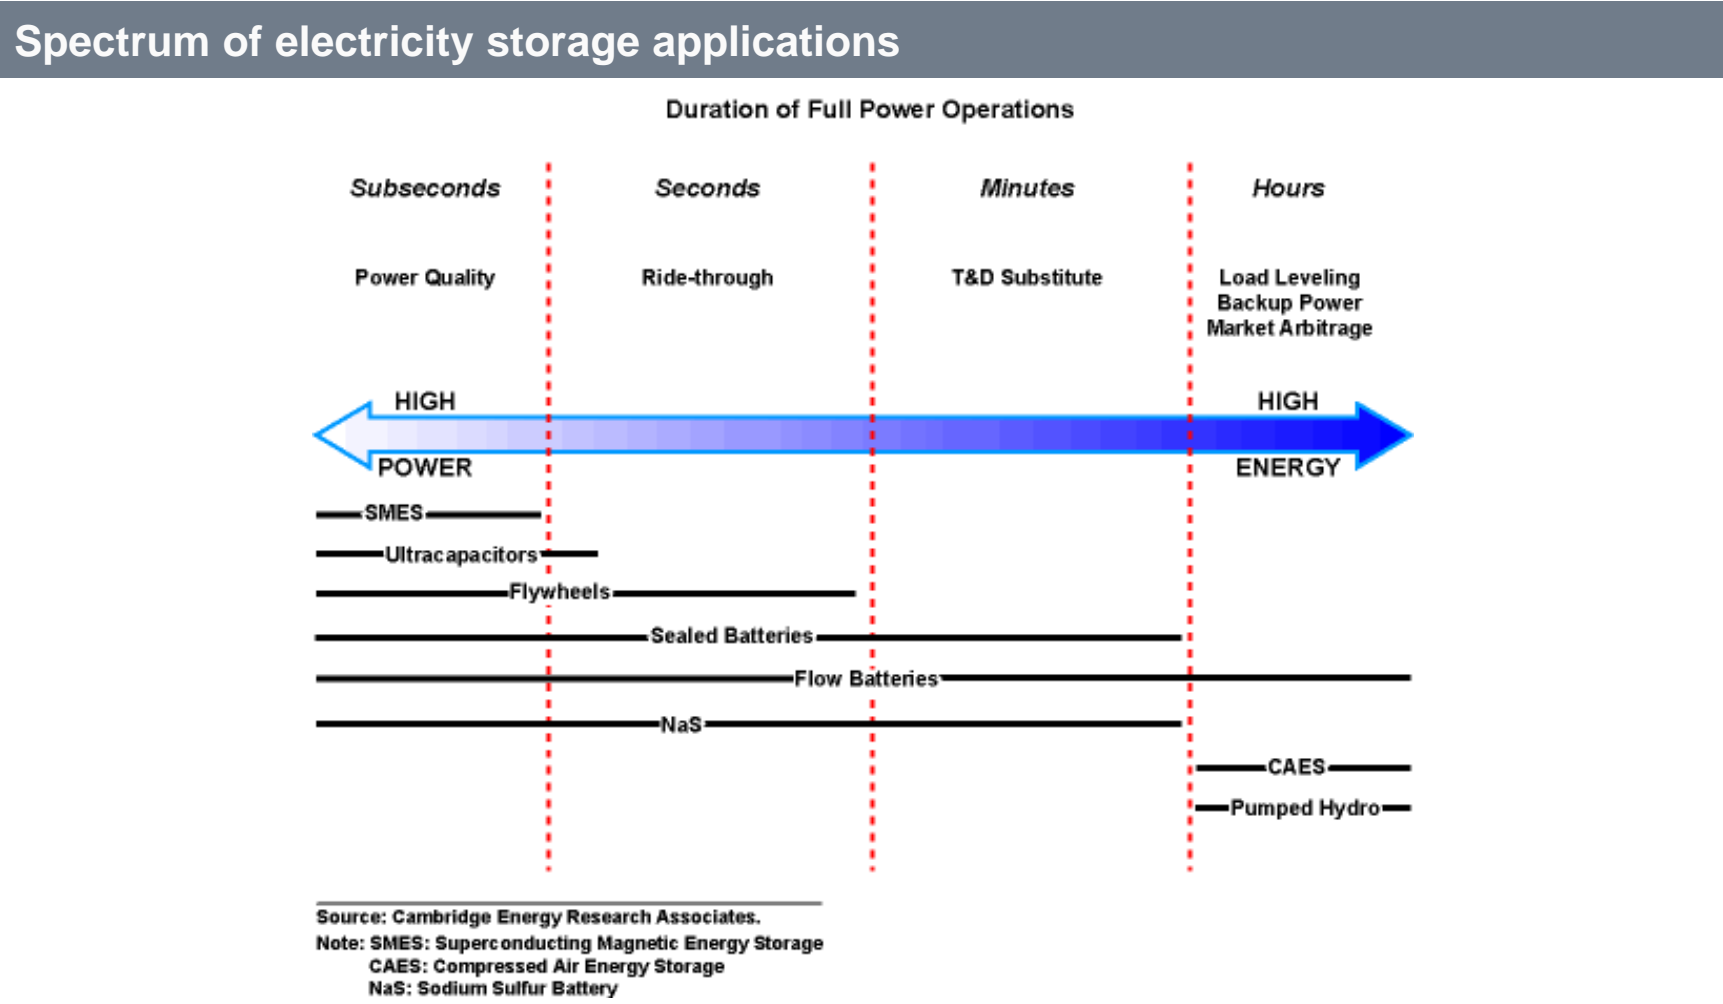 Spectrum of electricity storage applications
Duration of Full Power Operations
Subseconds Seconds Minutes Hours
Power Quality Ride-through T&D Substitute Load Leveling
Backup Power
Market Arbitrage
HIGH HIGH
POWER ENERGY
SMES
Ultracapacitors
Flywheels
Sealed Batteries
Flow Batteries
NaS
CAES
Pumped Hydro
Source: Cambridge Energy Research Associates.
Note: SMES: Superconducting Magnetic Energy Storage
CAES: Compressed Air Energy Storage
NaS: Sodium Sulfur Battery